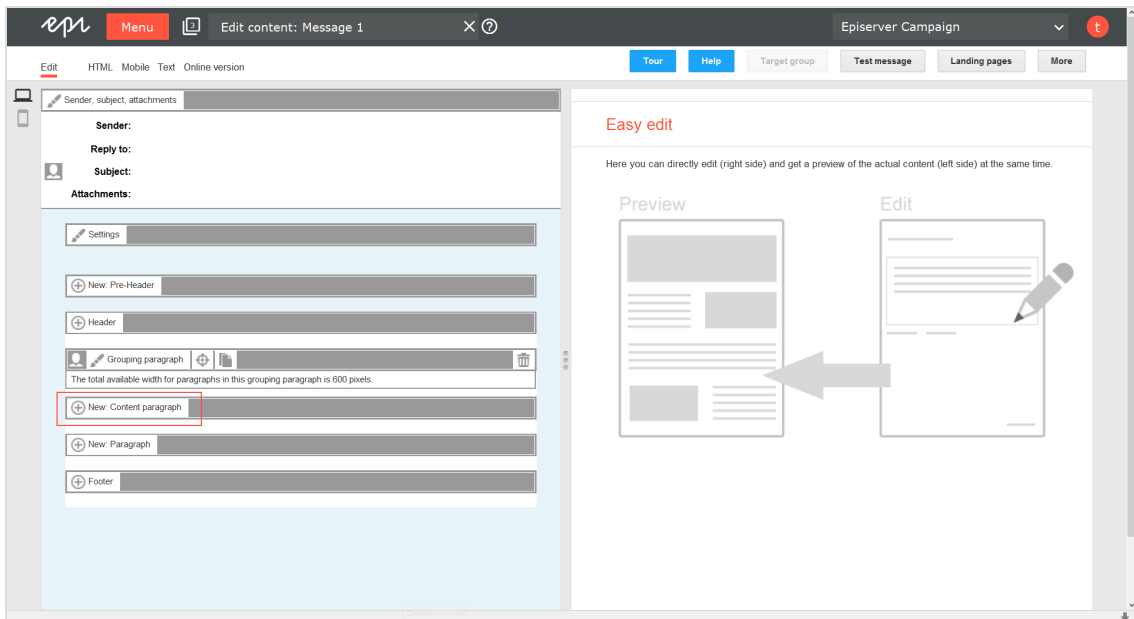 epi Menu 3 Edit content: Message 1 Episerver Campaign t
Edit HTML Mobile Text Online version Tour Help Target group Test message Landing pages More
Sender, subject, attachments
Sender:
Reply to:
Subject:
Attachments:
Settings
New: Pre-Header
Header
Grouping paragraph
The total available width for paragraphs in this grouping paragraph is 600 pixels.
New: Content paragraph
New: Paragraph
Footer
Easy edit
Here you can directly edit (right side) and get a preview of the actual content (left side) at the same time.
Preview Edit